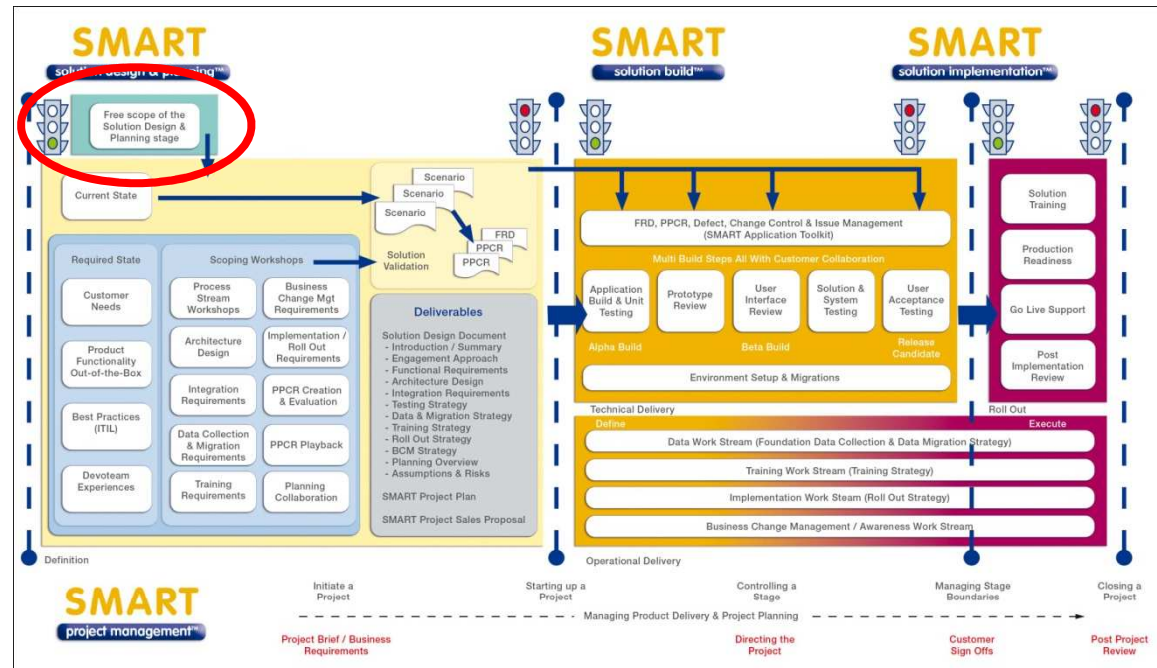 SMART
solution design & planning™
SMART
solution build™
SMART
solution implementation™
Free scope of the
Solution Design &
Planning stage
Current State
Scenario
Scenario
Scenario
FRD
PPCR
PPCR
Solution
Validation
Required State
Customer
Needs
Product
Functionality
Out-of-the-Box
Best Practices
(ITIL)
Devoteam
Experiences
Scoping Workshops
Process
Stream
Workshops
Business
Change Mgt
Requirements
Architecture
Design
Implementation /
Roll Out
Requirements
Integration
Requirements
PPCR Creation
& Evaluation
Data Collection
& Migration
Requirements
PPCR Playback
Training
Requirements
Planning
Collaboration
Deliverables
Solution Design Document
- Introduction / Summary
- Engagement Approach
- Functional Requirements
- Architecture Design
- Integration Requirements
- Testing Strategy
- Data & Migration Strategy
- Training Strategy
- Roll Out Strategy
- BCM Strategy
- Planning Overview
- Assumptions & Risks
SMART Project Plan
SMART Project Sales Proposal
Definition
FRD, PPCR, Defect, Change Control & Issue Management
(SMART Application Toolkit)
Multi Build Steps All With Customer Collaboration
Application
Build & Unit
Testing
Prototype
Review
User
Interface
Review
Solution &
System
Testing
User
Acceptance
Testing
Alpha Build
Beta Build
Release
Candidate
Environment Setup & Migrations
Technical Delivery
Solution
Training
Production
Readiness
Go Live Support
Post
Implementation
Review
Roll Out
Define
Execute
Data Work Stream (Foundation Data Collection & Data Migration Strategy)
Training Work Stream (Training Strategy)
Implementation Work Steam (Roll Out Strategy)
Business Change Management / Awareness Work Stream
Operational Delivery
SMART
project management™
Initiate a
Project
Starting up a
Project
Controlling a
Stage
Managing Stage
Boundaries
Closing a
Project
Managing Product Delivery & Project Planning
Project Brief / Business
Requirements
Directing the
Project
Customer
Sign Offs
Post Project
Review